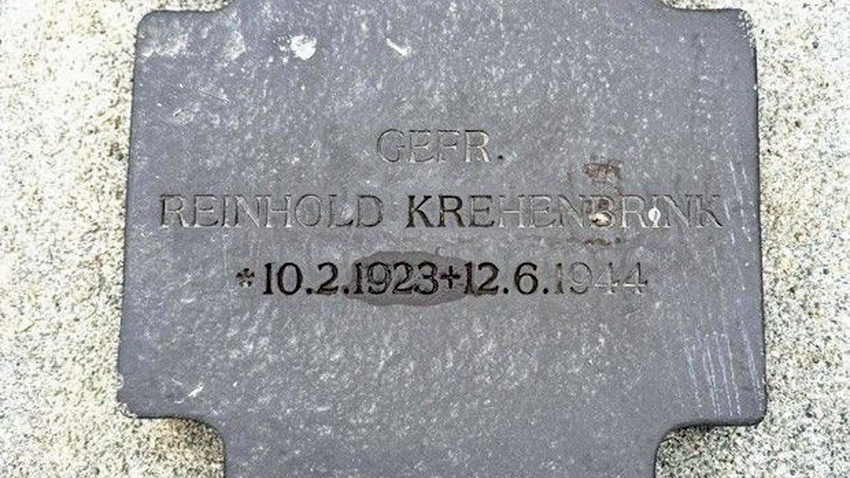 GEFR.
REINHOLD KREHENBRINK
*10.2.1923+12.6.1944